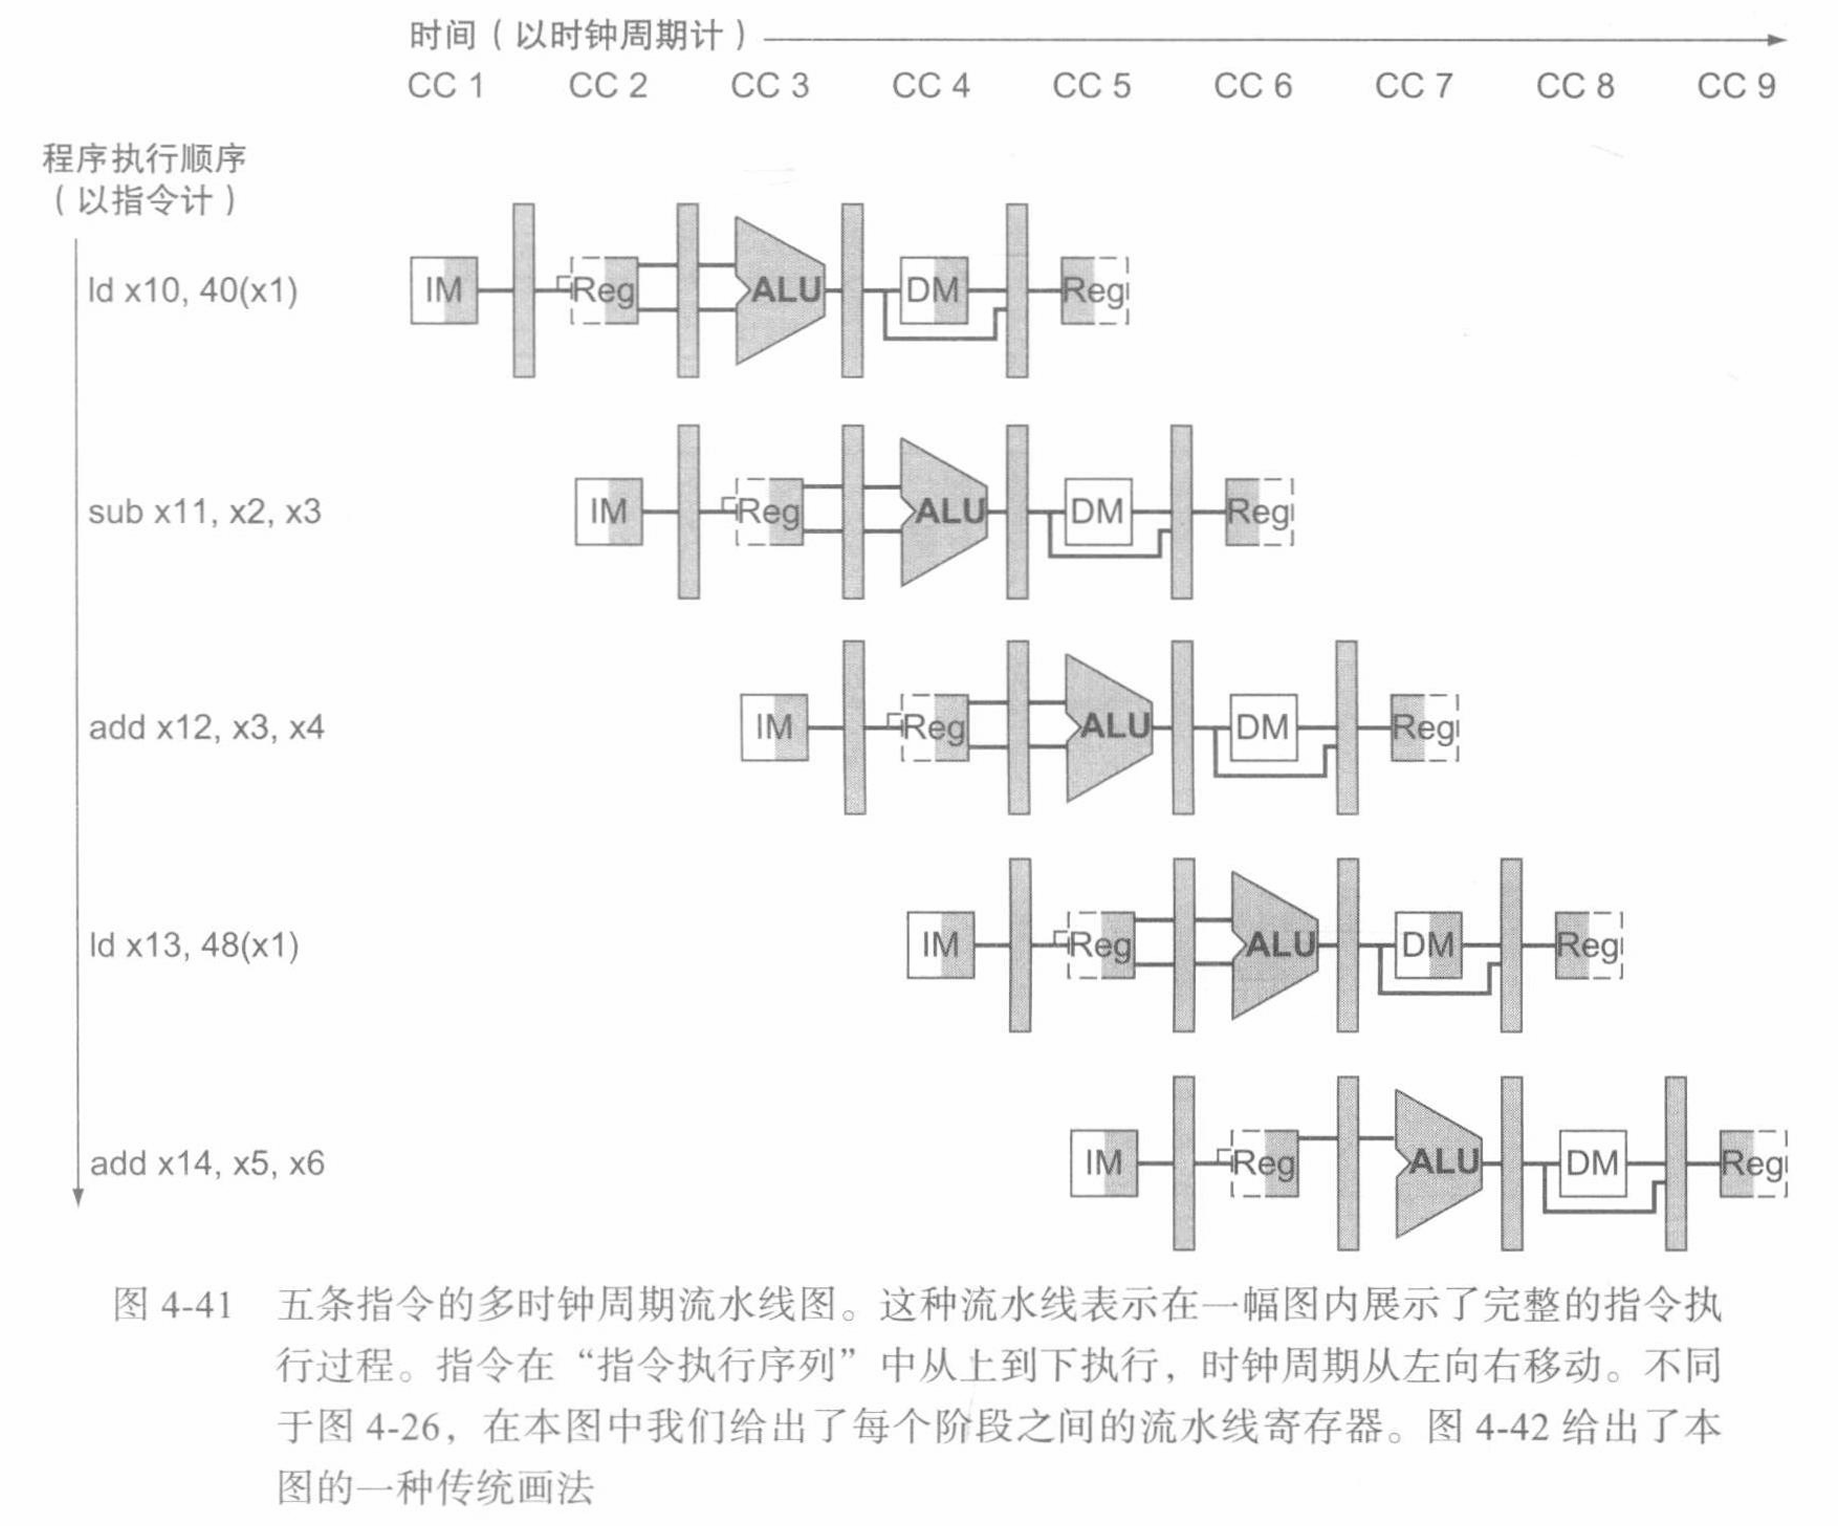 时间（以时钟周期计）
CC 1 CC 2 CC 3 CC 4 CC 5 CC 6 CC 7 CC 8 CC 9
程序执行顺序
（以指令计）
ld x10, 40(x1) IM Reg ALU DM Reg
sub x11, x2, x3 IM Reg ALU DM Reg
add x12, x3, x4 IM Reg ALU DM Reg
ld x13, 48(x1) IM Reg ALU DM Reg
add x14, x5, x6 IM Reg ALU DM Reg
图 4-41 五条指令的多时钟周期流水线图。这种流水线表示在一幅图内展示了完整的指令执
行过程。指令在“指令执行序列”中从上到下执行，时钟周期从左向右移动。不同
于图 4-26，在本图中我们给出了每个阶段之间的流水线寄存器。图 4-42 给出了本
图的一种传统画法